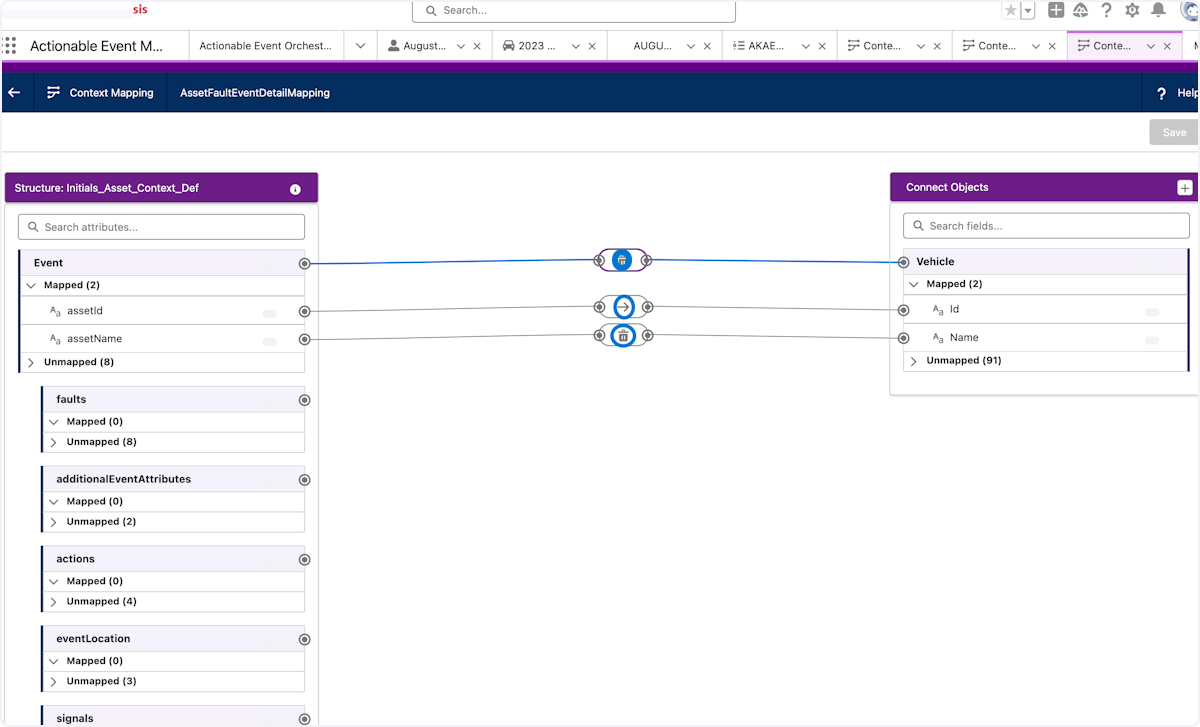 sis
Search...
Actionable Event M...
Actionable Event Orchest...
August...
2023 ...
AUGU...
AKAE...
Conte...
Conte...
Conte...
Context Mapping
AssetFaultEventDetailMapping
Help
Save
Structure: Initials_Asset_Context_Def
Search attributes...
Event
Mapped (2)
assetId
assetName
Unmapped (8)
faults
Mapped (0)
Unmapped (8)
additionalEventAttributes
Mapped (0)
Unmapped (2)
actions
Mapped (0)
Unmapped (4)
eventLocation
Mapped (0)
Unmapped (3)
signals
Connect Objects
Search fields...
Vehicle
Mapped (2)
Id
Name
Unmapped (91)